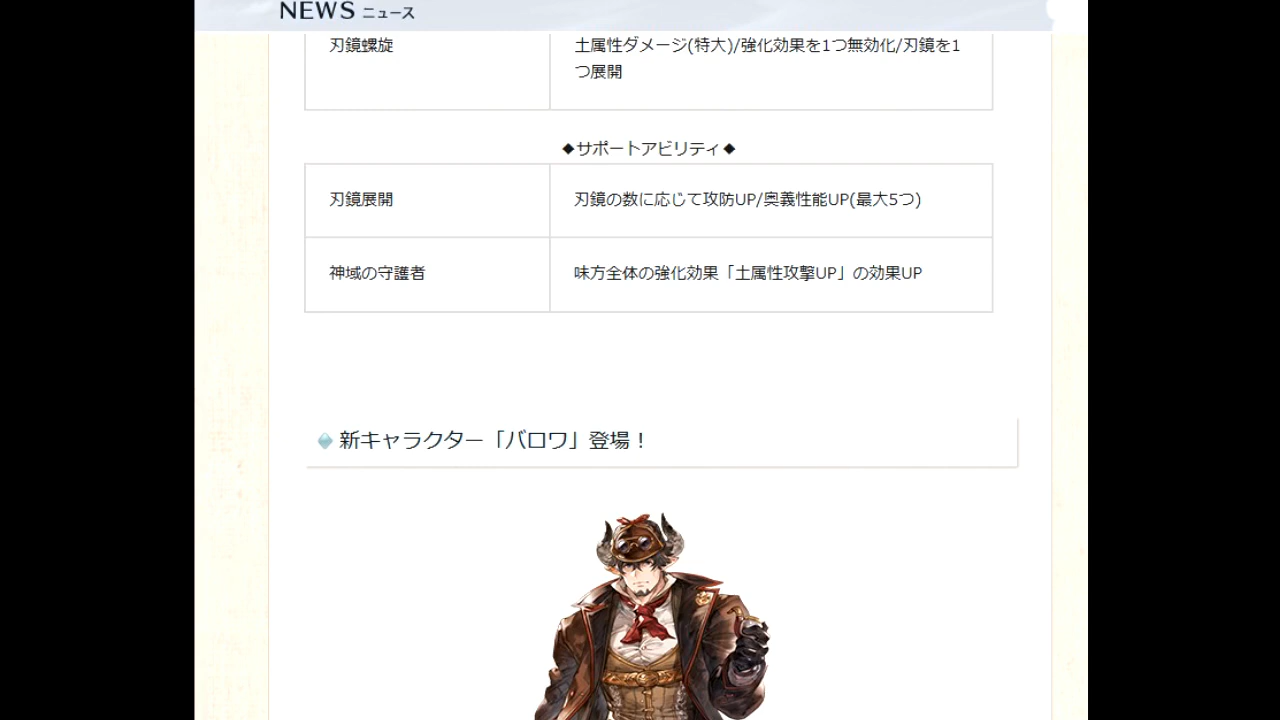 NEWS ニュース
刃鏡螺旋
土属性ダメージ(特大)/強化効果を1つ無効化/刃鏡を1
つ展開
◆サポートアビリティ◆
刃鏡展開
刃鏡の数に応じて攻防UP/奥義性能UP(最大5つ)
神域の守護者
味方全体の強化効果「土属性攻撃UP」の効果UP
新キャラクター「バロワ」登場！